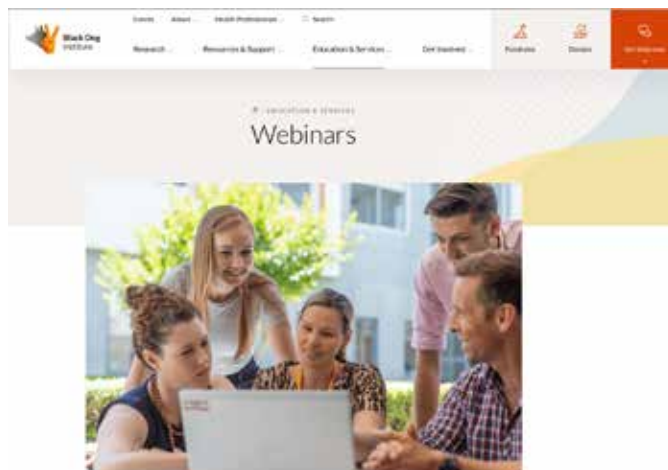 Events About Health Professionals Search
Black Dog
Institute
Research Resources & Support Education & Services Get Involved
Fundraise Donate
EDUCATION & SERVICES
Webinars